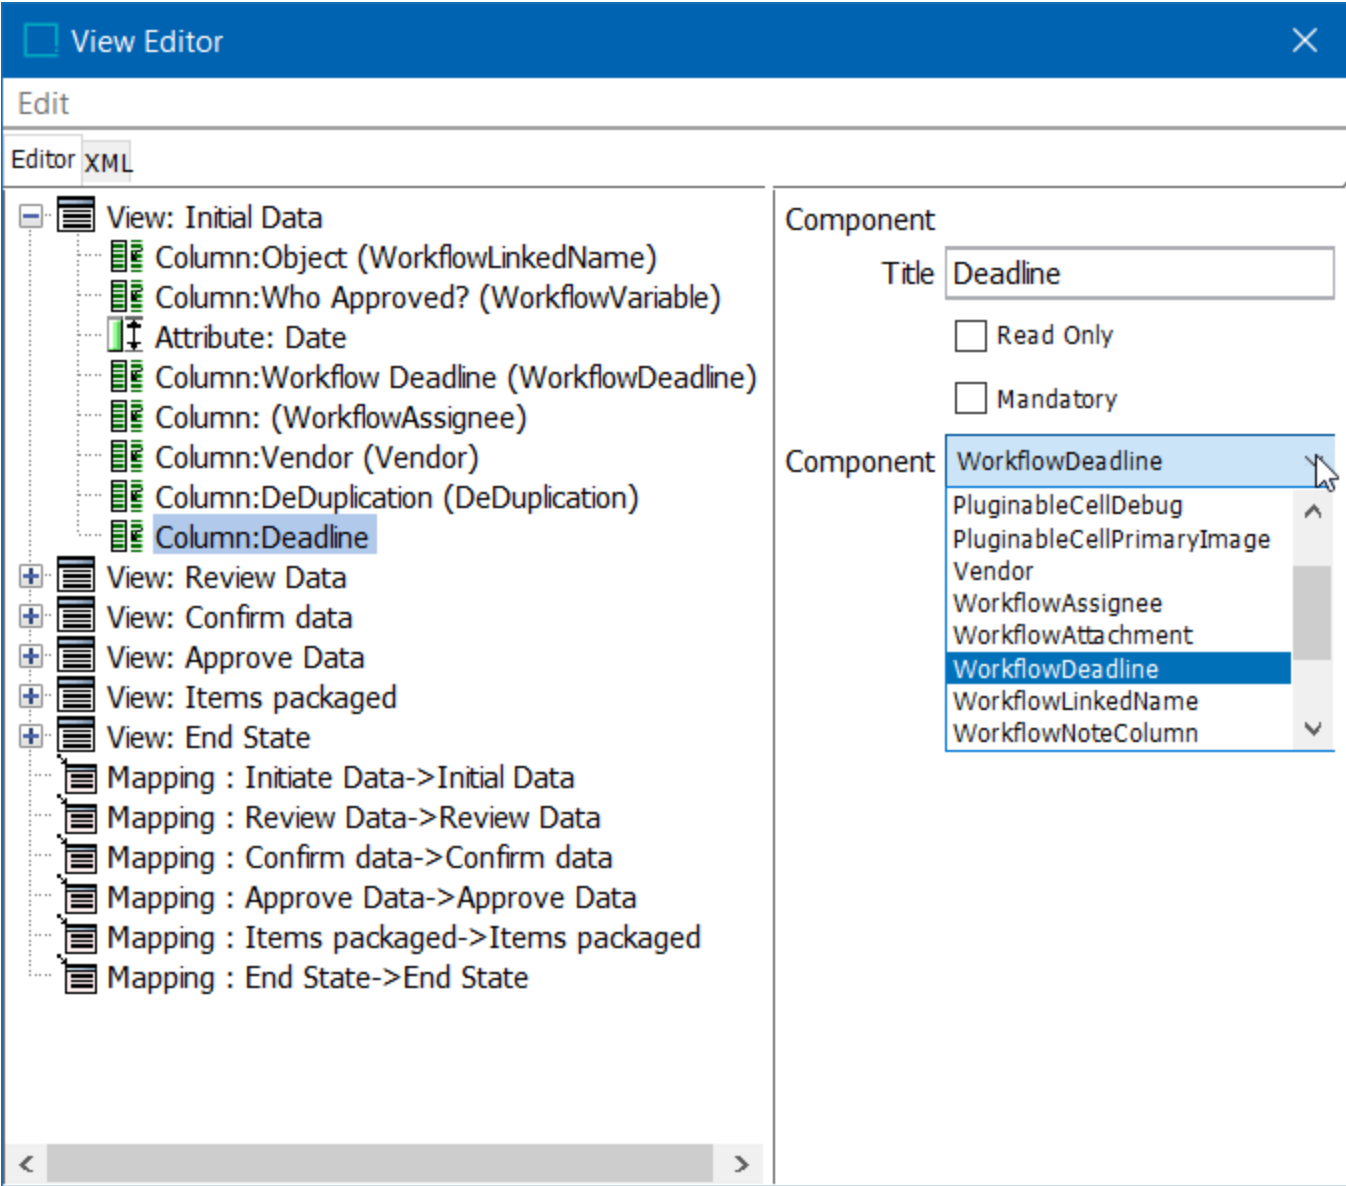 View Editor
Edit
Editor XML
View: Initial Data
Column:Object (WorkflowLinkedName)
Column:Who Approved? (WorkflowVariable)
Attribute: Date
Column:Workflow Deadline (WorkflowDeadline)
Column: (WorkflowAssignee)
Column:Vendor (Vendor)
Column:DeDuplication (DeDuplication)
Column:Deadline
View: Review Data
View: Confirm data
View: Approve Data
View: Items packaged
View: End State
Mapping : Initiate Data->Initial Data
Mapping : Review Data->Review Data
Mapping : Confirm data->Confirm data
Mapping : Approve Data->Approve Data
Mapping : Items packaged->Items packaged
Mapping : End State->End State
Component
Title Deadline
Read Only
Mandatory
Component WorkflowDeadline
PluginableCellDebug
PluginableCellPrimaryImage
Vendor
WorkflowAssignee
WorkflowAttachment
WorkflowDeadline
WorkflowLinkedName
WorkflowNoteColumn